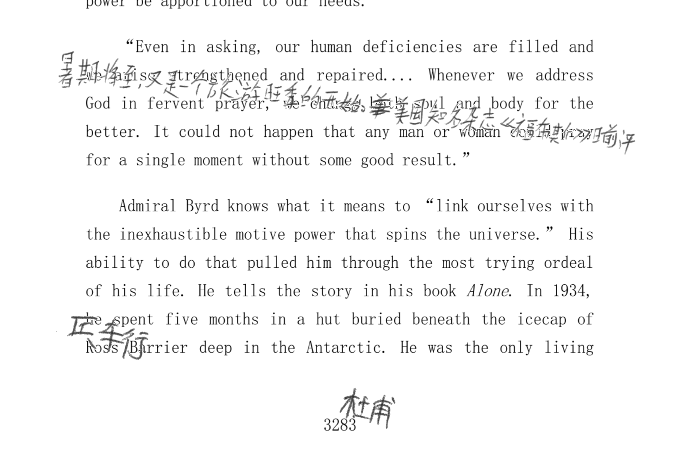 power be apportioned to our needs.
“Even in asking, our human deficiencies are filled and
we arise strengthened and repaired.... Whenever we address
暑期将至,又是一个旅游旺季的开始。美国知名杂志《福布斯》日前评
God in fervent prayer, we change both soul and body for the
better. It could not happen that any man or woman could pray
for a single moment without some good result.”
Admiral Byrd knows what it means to “link ourselves with
the inexhaustible motive power that spins the universe.” His
ability to do that pulled him through the most trying ordeal
of his life. He tells the story in his book Alone. In 1934,
he spent five months in a hut buried beneath the icecap of
兵车行
Ross Barrier deep in the Antarctic. He was the only living
杜甫
3283